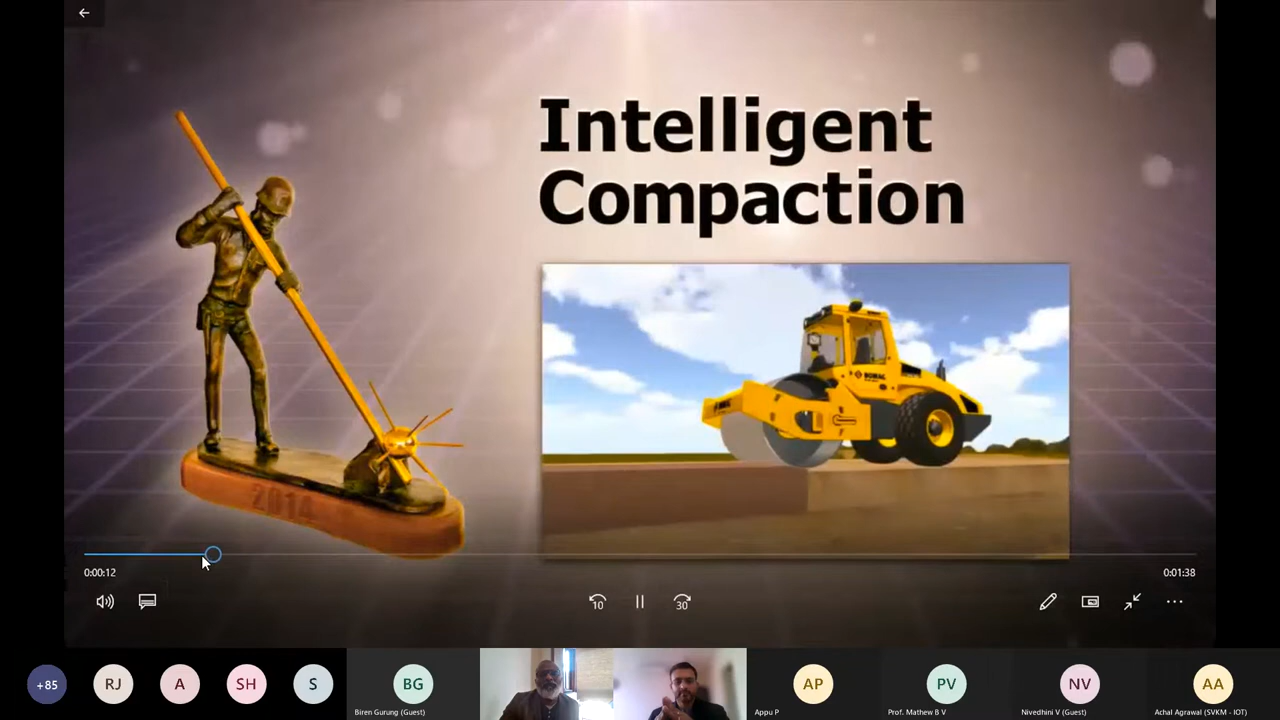 Intelligent
Compaction
BOMAG
2014
0:00:12
0:01:38
10
30
+85
RJ
A
SH
S
BG
AP
PV
NV
AA
Biren Gurung (Guest)
Appu P
Prof. Mathew B V
Nivedhini V (Guest)
Achal Agrawal (SVKM - IOT)